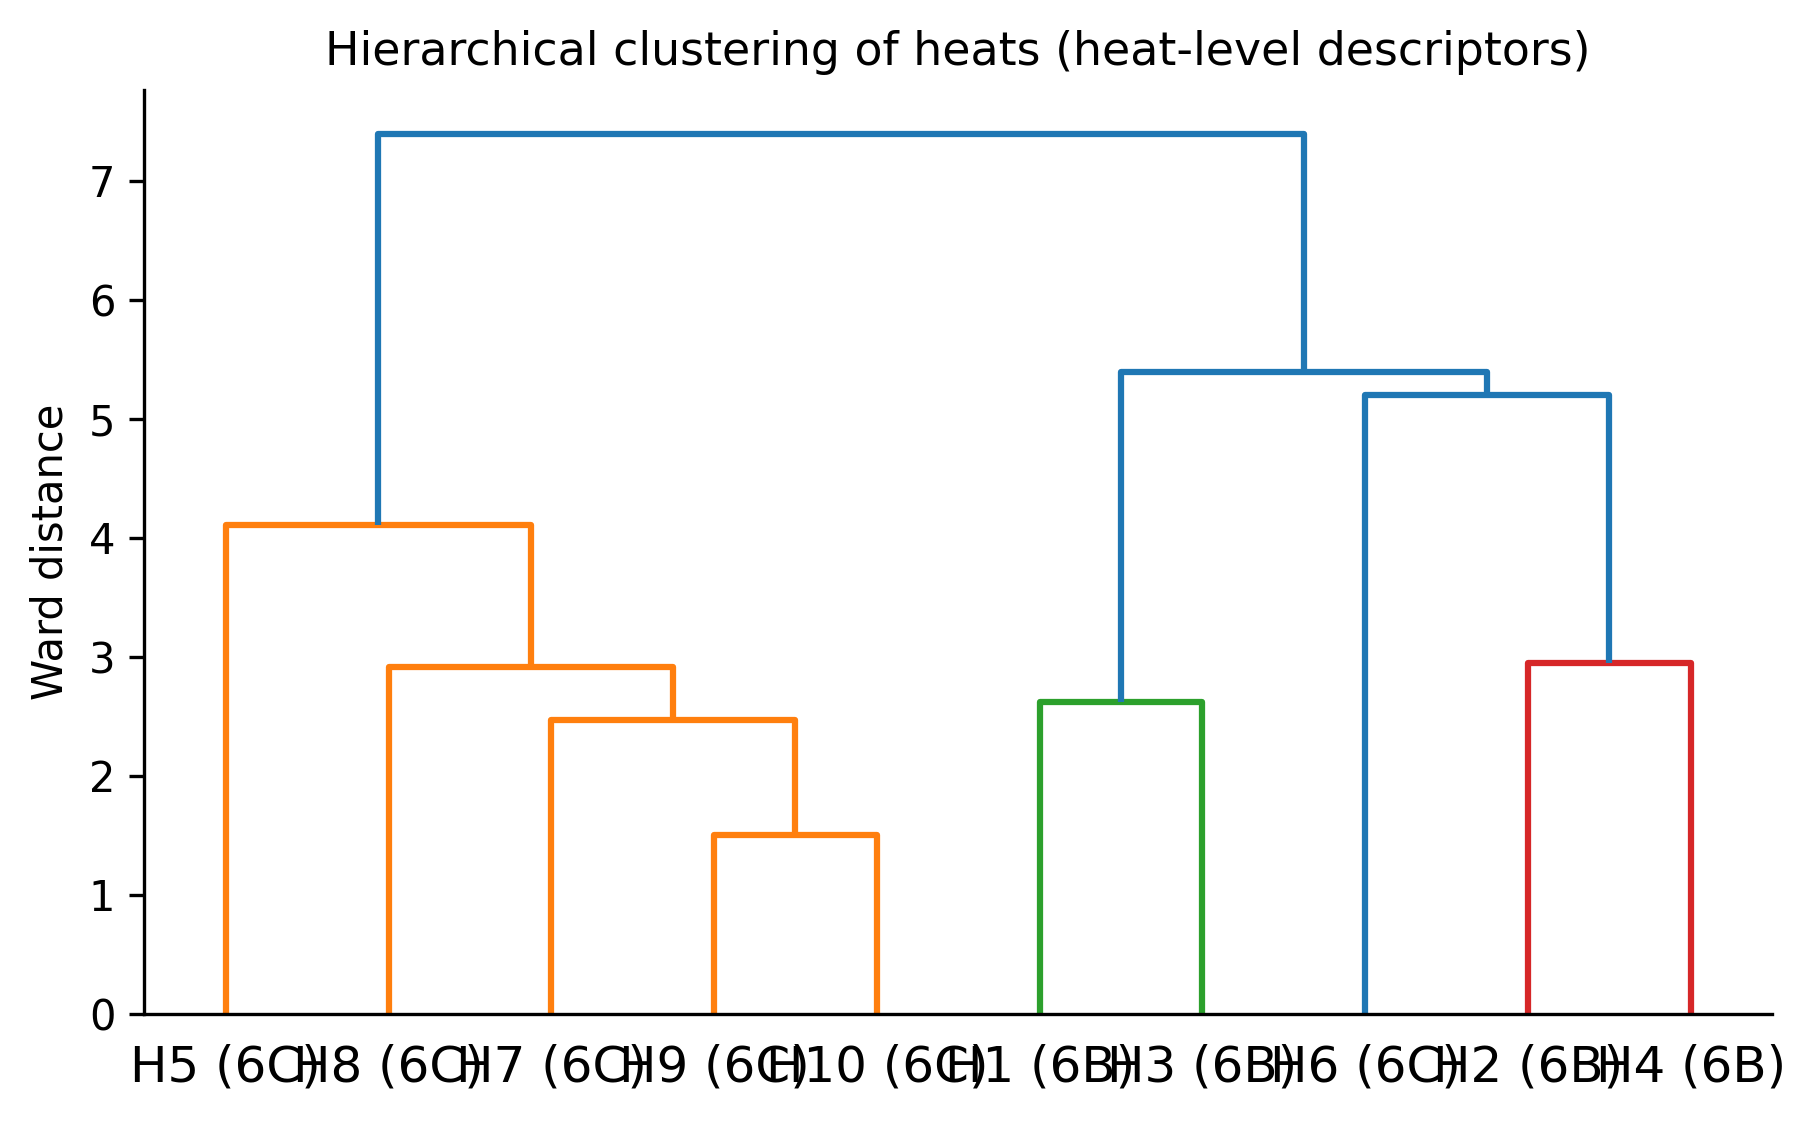 Hierarchical clustering of heats (heat-level descriptors)
Ward distance
7
6
5
4
3
2
1
0
H5 (6C) H8 (6C) H7 (6C) H9 (6C) H10 (6C) H1 (6B) H3 (6B) H6 (6C) H2 (6B) H4 (6B)